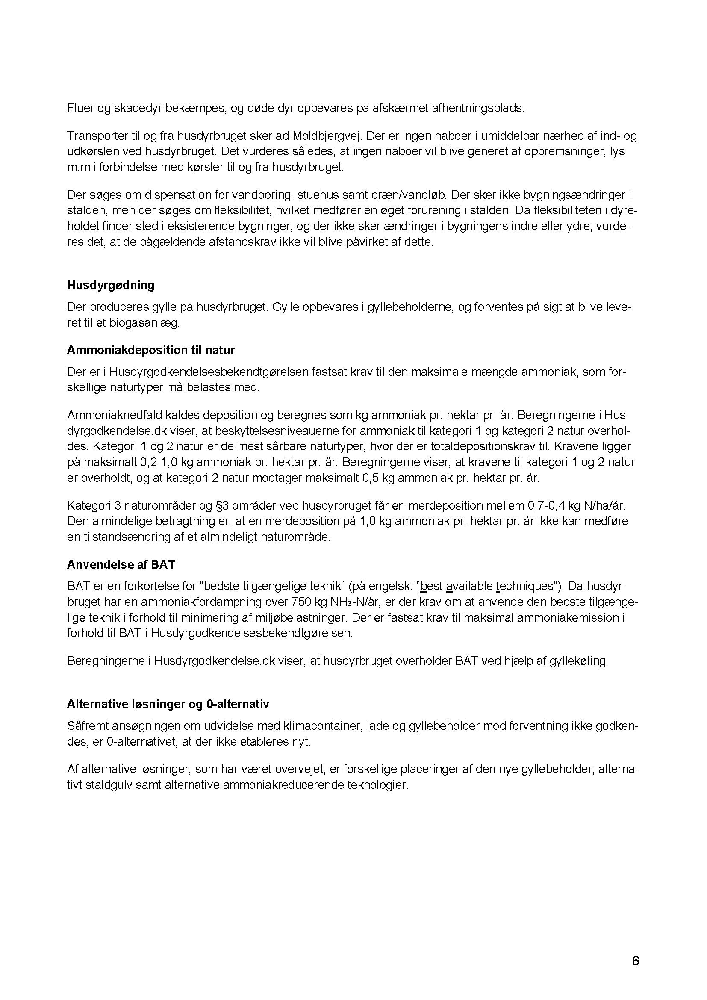 Fluer og skadedyr bekæmpes, og døde dyr opbevares på afskærmet afhentningsplads.
Transporter til og fra husdyrbruget sker ad Moldbjergvej. Der er ingen naboer i umiddelbar nærhed af ind- og
udkørslen ved husdyrbruget. Det vurderes således, at ingen naboer vil blive generet af opbremsninger, lys
m.m i forbindelse med kørsler til og fra husdyrbruget.
Der søges om dispensation for vandboring, stuehus samt dræn/vandløb. Der sker ikke bygningsændringer i
stalden, men der søges om fleksibilitet, hvilket medfører en øget forurening i stalden. Da fleksibiliteten i dyre-
holdet finder sted i eksisterende bygninger, og der ikke sker ændringer i bygningens indre eller ydre, vurde-
res det, at de pågældende afstandskrav ikke vil blive påvirket af dette.
Husdyrgødning
Der produceres gylle på husdyrbruget. Gylle opbevares i gyllebeholderne, og forventes på sigt at blive leve-
ret til et biogasanlæg.
Ammoniakdeposition til natur
Der er i Husdyrgodkendelsesbekendtgørelsen fastsat krav til den maksimale mængde ammoniak, som for-
skellige naturtyper må belastes med.
Ammoniaknedfald kaldes deposition og beregnes som kg ammoniak pr. hektar pr. år. Beregningerne i Hus-
dyrgodkendelse.dk viser, at beskyttelsesniveauerne for ammoniak til kategori 1 og kategori 2 natur overhol-
des. Kategori 1 og 2 natur er de mest sårbare naturtyper, hvor der er totaldepositionskrav til. Kravene ligger
på maksimalt 0,2-1,0 kg ammoniak pr. hektar pr. år. Beregningerne viser, at kravene til kategori 1 og 2 natur
er overholdt, og at kategori 2 natur modtager maksimalt 0,5 kg ammoniak pr. hektar pr. år.
Kategori 3 naturområder og §3 områder ved husdyrbruget får en merdeposition mellem 0,7-0,4 kg N/ha/år.
Den almindelige betragtning er, at en merdeposition på 1,0 kg ammoniak pr. hektar pr. år ikke kan medføre
en tilstandsændring af et almindeligt naturområde.
Anvendelse af BAT
BAT er en forkortelse for ”bedste tilgængelige teknik” (på engelsk: ”best available techniques”). Da husdyr-
bruget har en ammoniakfordampning over 750 kg NH₃-N/år, er der krav om at anvende den bedste tilgænge-
lige teknik i forhold til minimering af miljøbelastninger. Der er fastsat krav til maksimal ammoniakemission i
forhold til BAT i Husdyrgodkendelsesbekendtgørelsen.
Beregningerne i Husdyrgodkendelse.dk viser, at husdyrbruget overholder BAT ved hjælp af gyllekøling.
Alternative løsninger og 0-alternativ
Såfremt ansøgningen om udvidelse med klimacontainer, lade og gyllebeholder mod forventning ikke godken-
des, er 0-alternativet, at der ikke etableres nyt.
Af alternative løsninger, som har været overvejet, er forskellige placeringer af den nye gyllebeholder, alterna-
tivt staldgulv samt alternative ammoniakreducerende teknologier.
6